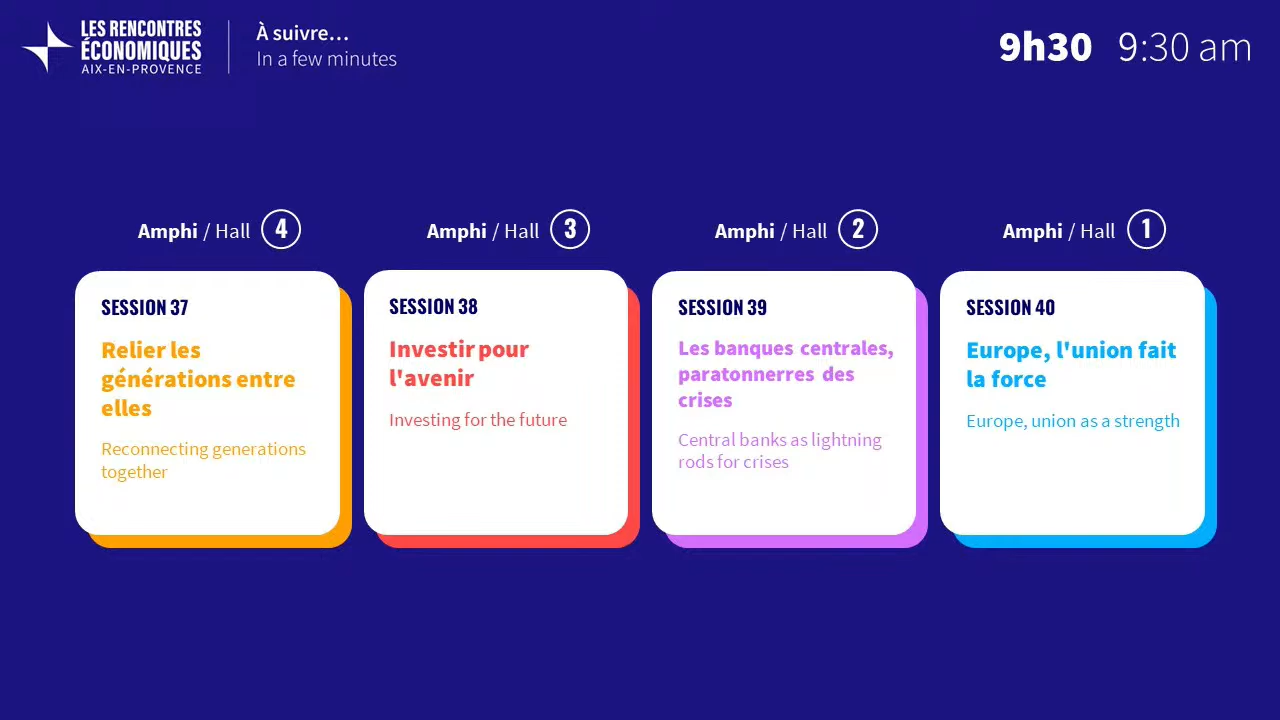 LES RENCONTRES
ÉCONOMIQUES
AIX-EN-PROVENCE
À suivre…
In a few minutes
9h30 9:30 am
Amphi / Hall 4
SESSION 37
Relier les
générations entre
elles
Reconnecting generations
together
Amphi / Hall 3
SESSION 38
Investir pour
l'avenir
Investing for the future
Amphi / Hall 2
SESSION 39
Les banques centrales,
paratonnerres des
crises
Central banks as lightning
rods for crises
Amphi / Hall 1
SESSION 40
Europe, l'union fait
la force
Europe, union as a strength